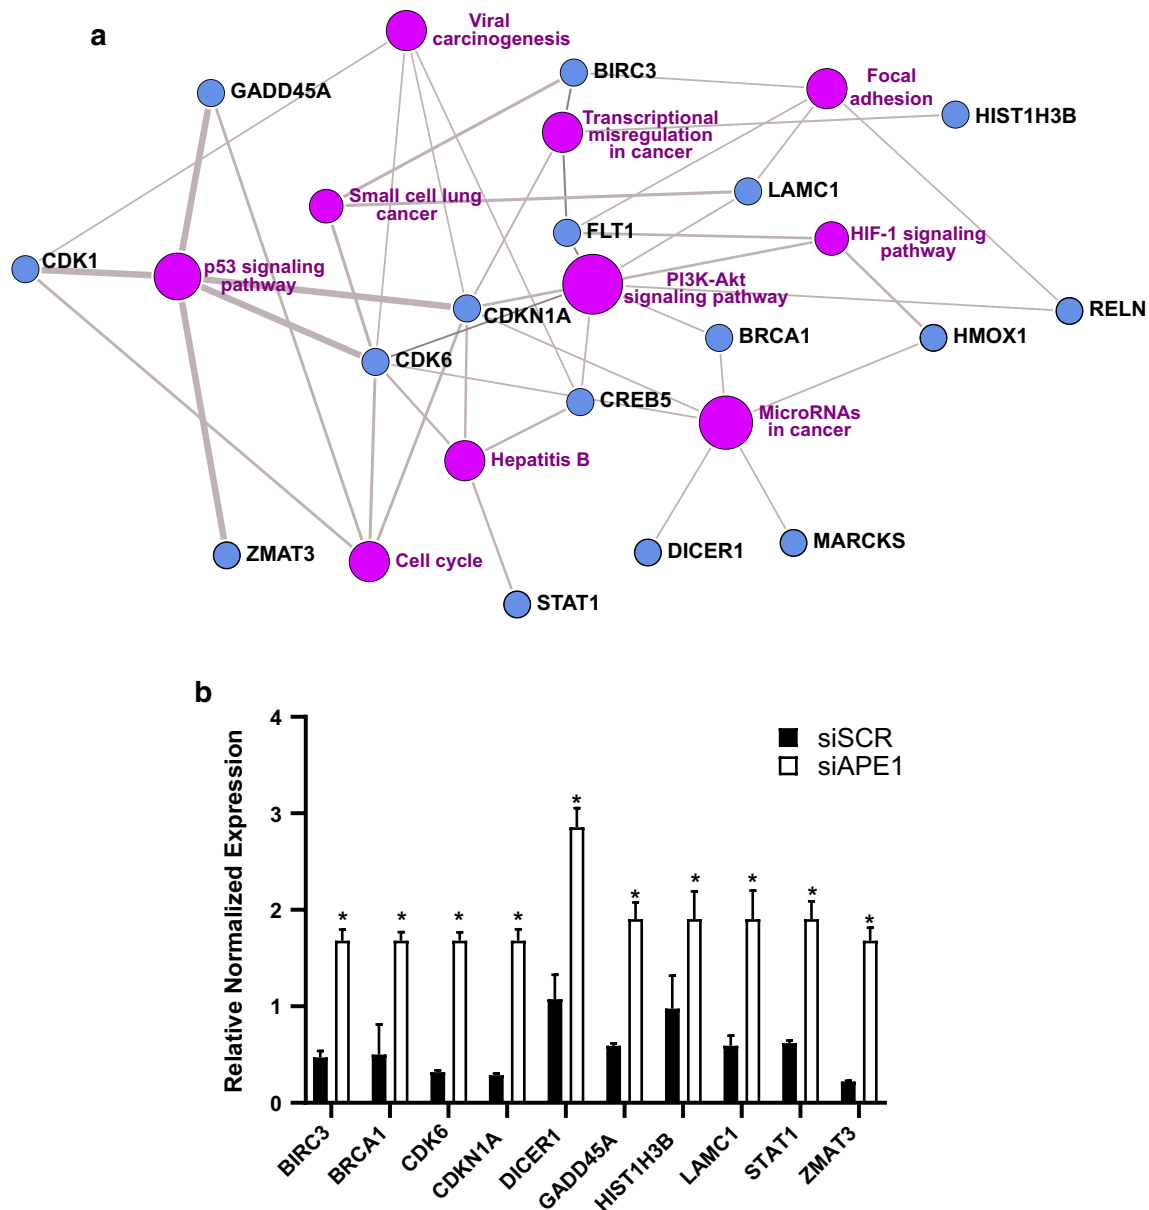 a
Viral
carcinogenesis
BIRC3
Focal
adhesion
GADD45A
HIST1H3B
Transcriptional
misregulation
in cancer
LAMC1
Small cell lung
cancer
FLT1
HIF-1 signaling
pathway
CDK1
p53 signaling
pathway
PI3K-Akt
signaling pathway
RELN
CDKN1A
BRCA1
HMOX1
CDK6
CREB5
MicroRNAs
in cancer
Hepatitis B
ZMAT3
Cell cycle
DICER1
MARCKS
STAT1
b
Relative Normalized Expression
4
3
2
1
0
siSCR
siAPE1
* * * * * * * * * *
BIRC3
BRCA1
CDK6
CDKN1A
DICER1
GADD45A
HIST1H3B
LAMC1
STAT1
ZMAT3